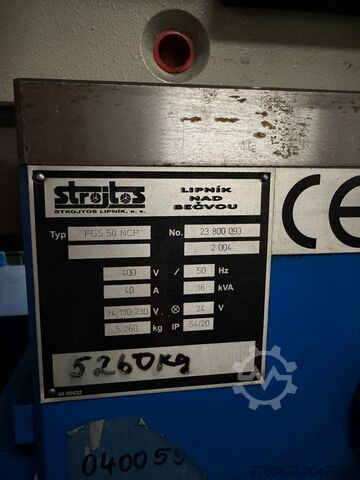 strojtos
STROJTOS LIPNÍK, a. s.
LIPNÍK
NAD
BEČVOU
Typ FGS 50 NCP No. 23 800 093
2 004
400 V / 50 Hz
40 A 16 kVA
24;110;230 V ⊗ 24 V
5 260 kg IP 54/20
5260kg
CE
04005